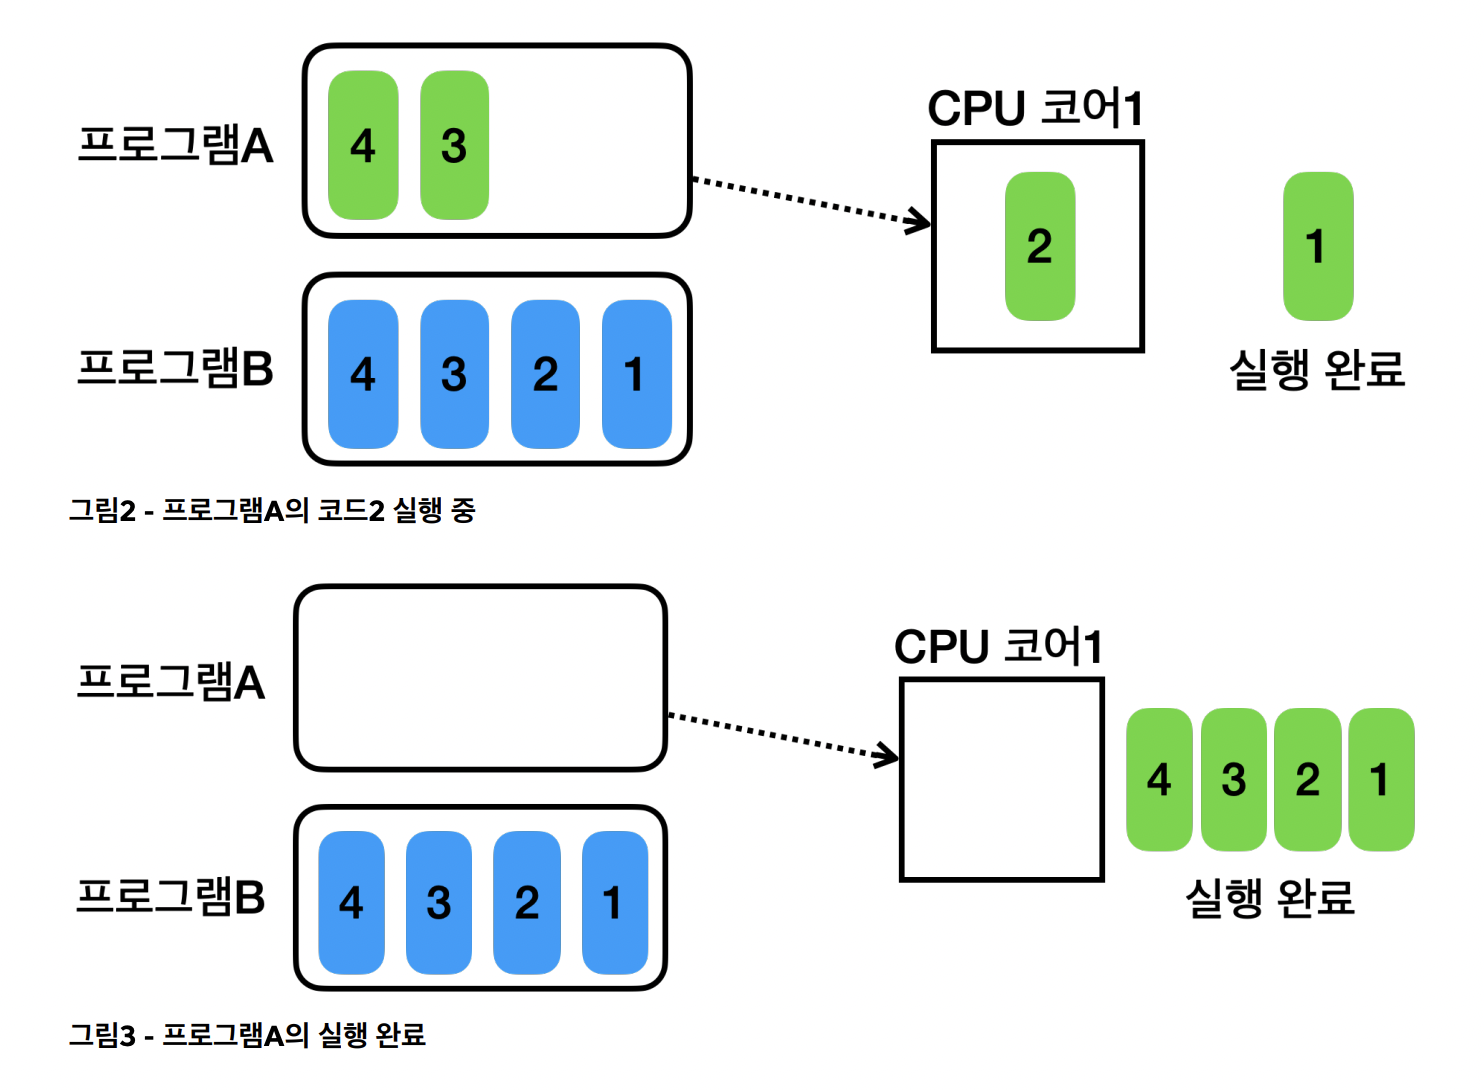 프로그램A
4 3
CPU 코어1
2
1
실행 완료
프로그램B
4 3 2 1
그림2 - 프로그램A의 코드2 실행 중
프로그램A
CPU 코어1
4 3 2 1
실행 완료
프로그램B
4 3 2 1
그림3 - 프로그램A의 실행 완료